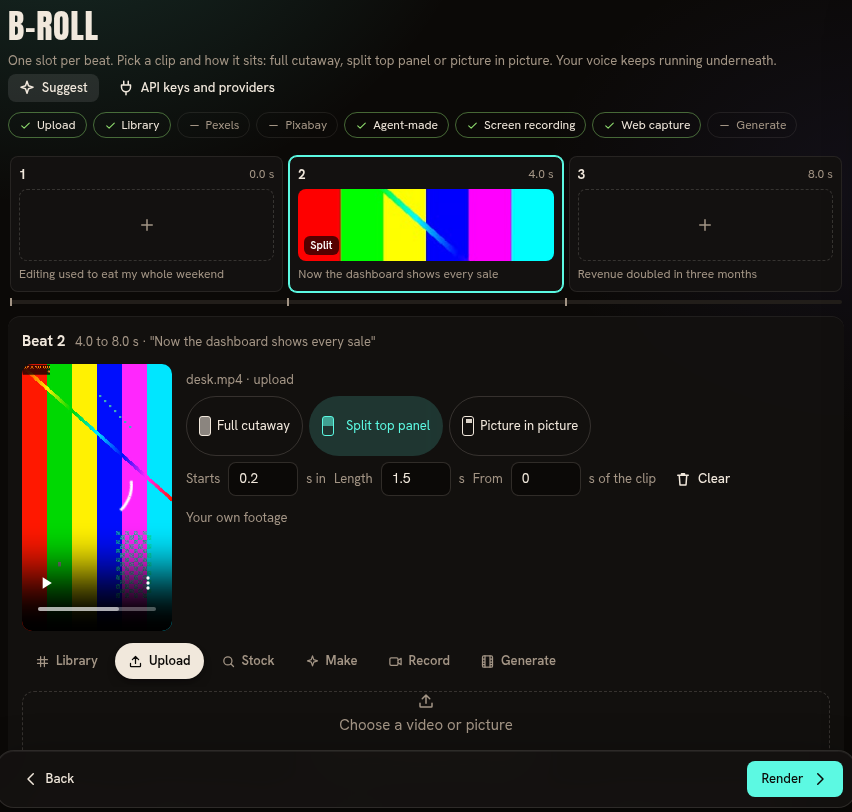 B-ROLL
One slot per beat. Pick a clip and how it sits: full cutaway, split top panel or picture in picture. Your voice keeps running underneath.
Suggest API keys and providers
Upload Library Pexels Pixabay Agent-made Screen recording Web capture Generate
1 0.0 s 2 4.0 s 3 8.0 s
Split
Editing used to eat my whole weekend Now the dashboard shows every sale Revenue doubled in three months
Beat 2 4.0 to 8.0 s · "Now the dashboard shows every sale"
desk.mp4 · upload
Full cutaway Split top panel Picture in picture
Starts 0.2 s in Length 1.5 s From 0 s of the clip Clear
Your own footage
Library Upload Stock Make Record Generate
Choose a video or picture
Back Render